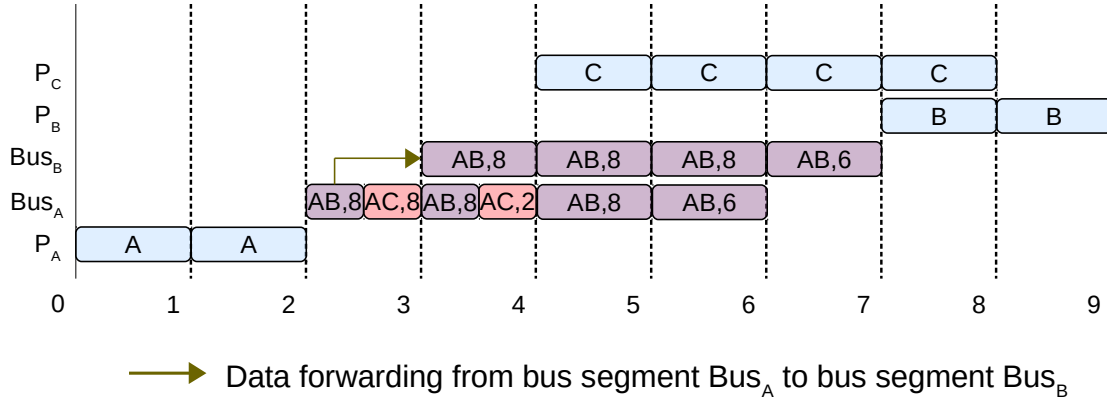 P_C C C C C
P_B B B
Bus_B AB,8 AB,8 AB,8 AB,6
Bus_A AB,8 AC,8 AB,8 AC,2 AB,8 AB,6
P_A A A
0 1 2 3 4 5 6 7 8 9
Data forwarding from bus segment Bus_A to bus segment Bus_B